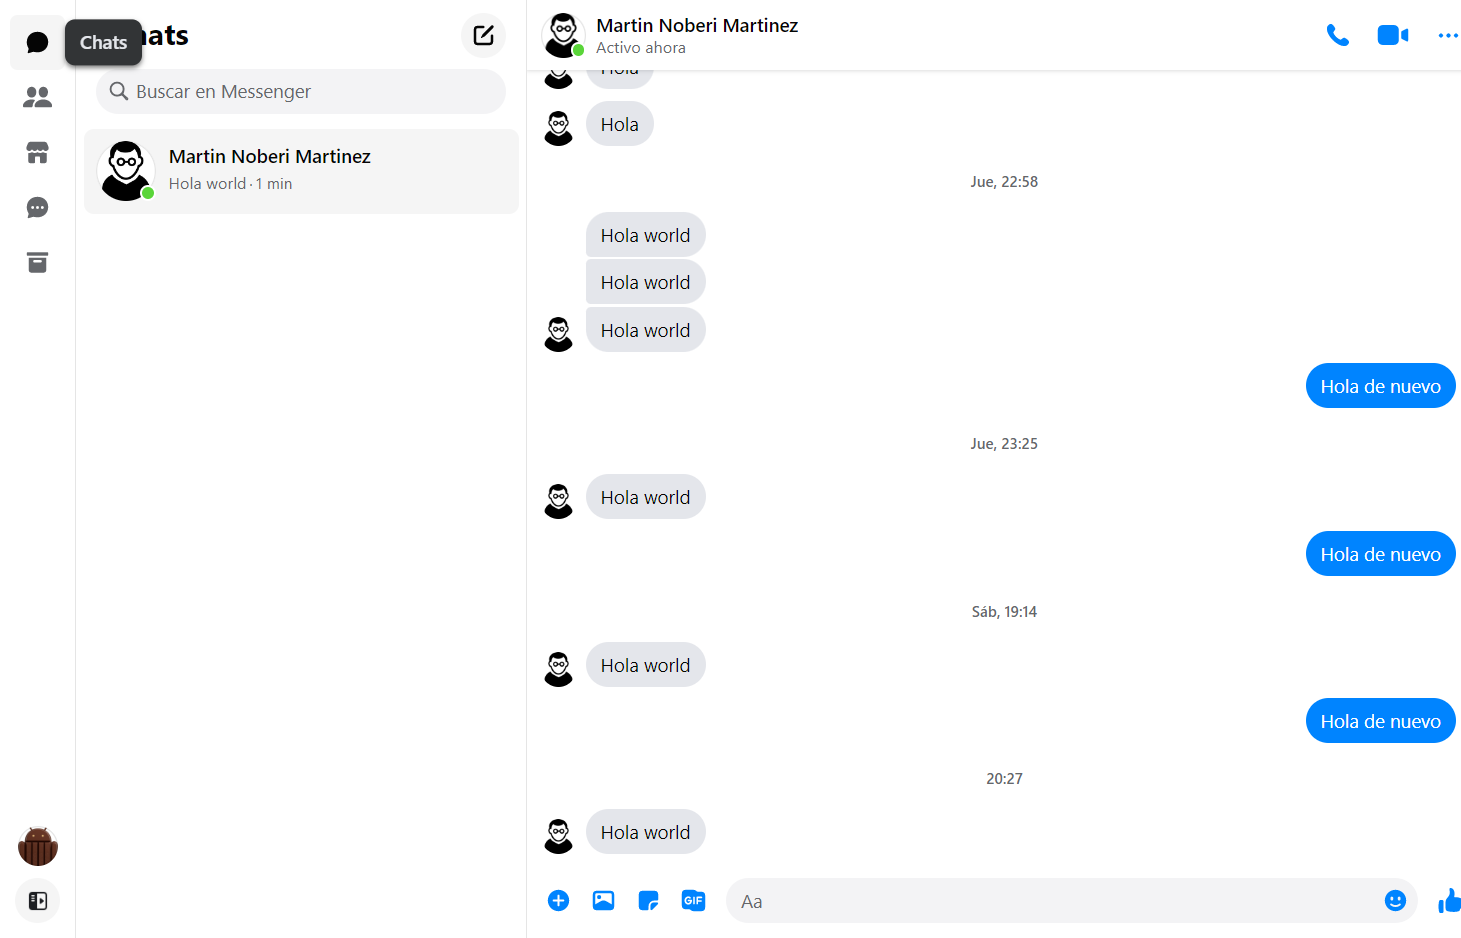 Chats
Chats
Buscar en Messenger
Martin Noberi Martinez
Hola world · 1 min
Martin Noberi Martinez
Activo ahora
Hola
Hola
Jue, 22:58
Hola world
Hola world
Hola world
Hola de nuevo
Jue, 23:25
Hola world
Hola de nuevo
Sáb, 19:14
Hola world
Hola de nuevo
20:27
Hola world
GIF
Aa